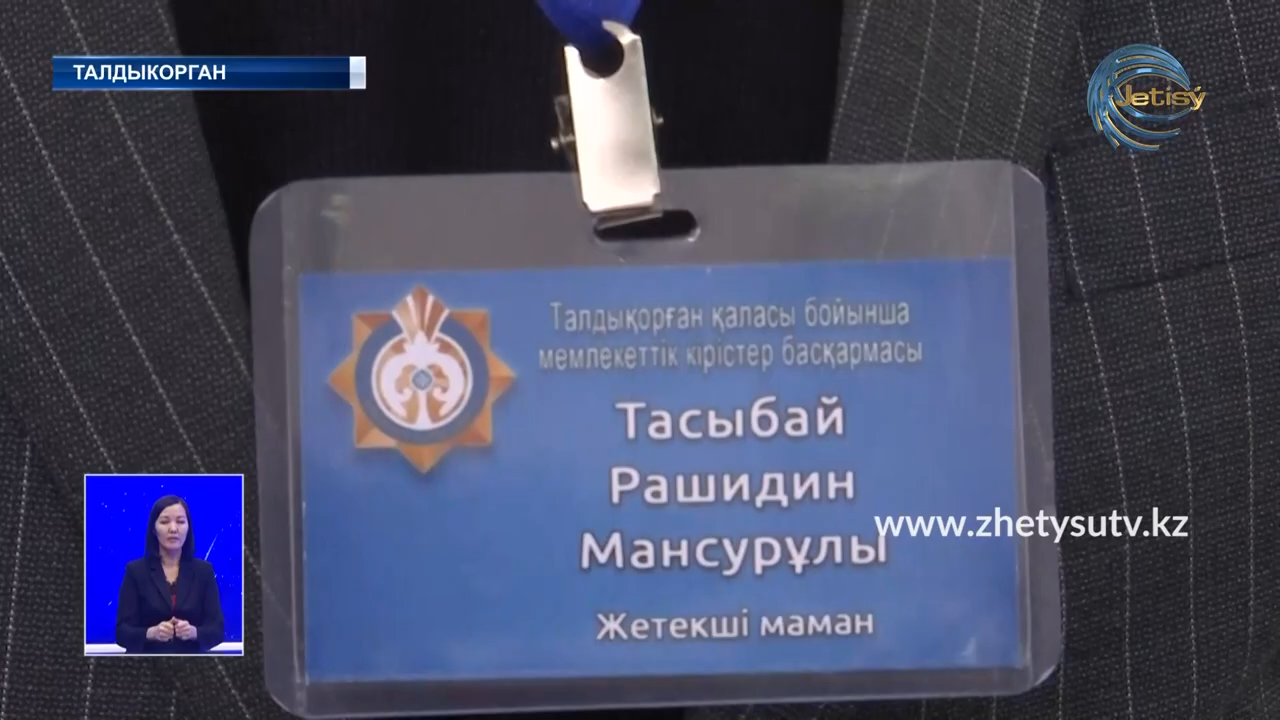 ТАЛДЫКОРГАН
Jetisý
Талдықорған қаласы бойынша
мемлекеттік кірістер басқармасы
Тасыбай
Рашидин
Мансурұлы
www.zhetysutv.kz
Жетекші маман